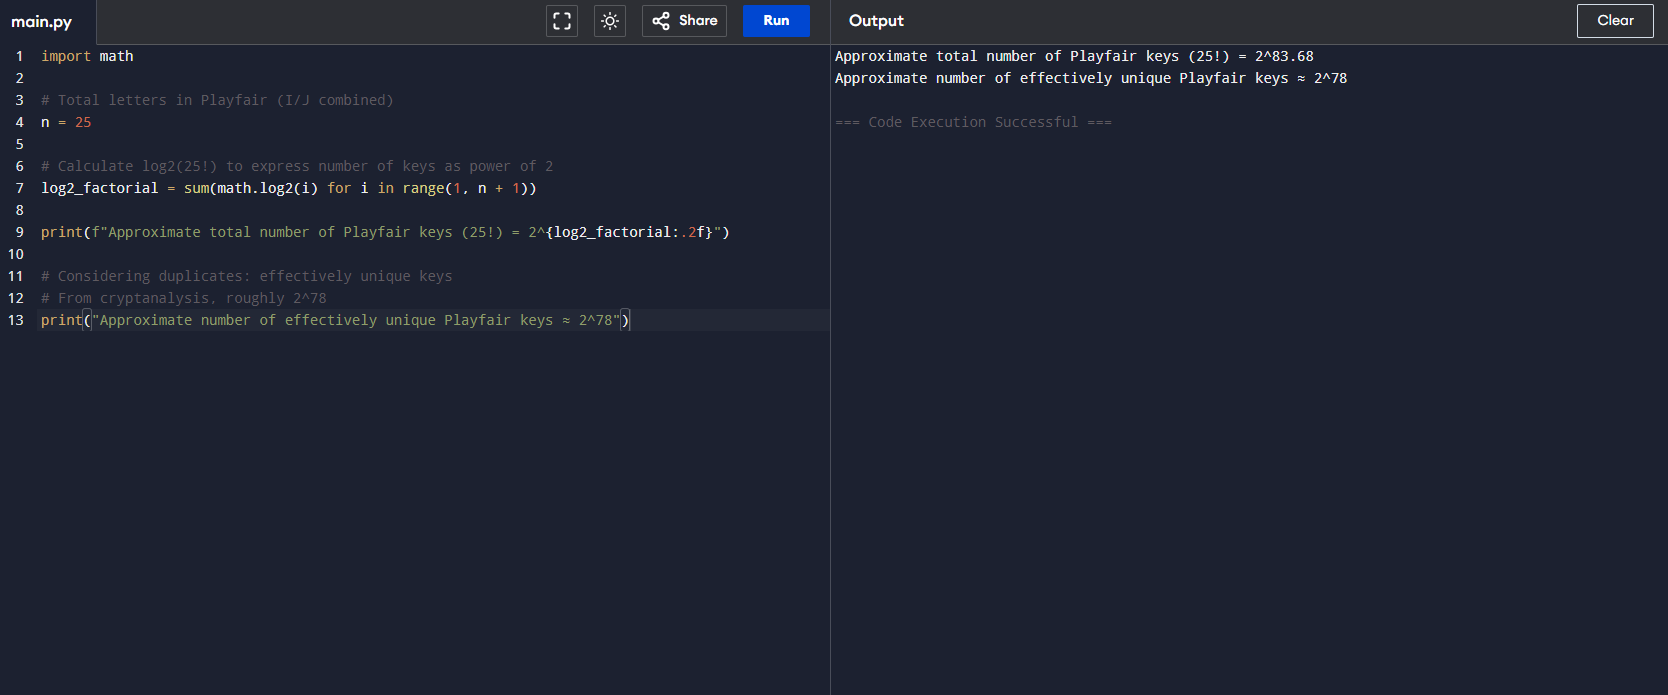 main.py
Share
Run
Output
Clear
1 import math
2
3 # Total letters in Playfair (I/J combined)
4 n = 25
5
6 # Calculate log2(25!) to express number of keys as power of 2
7 log2_factorial = sum(math.log2(i) for i in range(1, n + 1))
8
9 print(f"Approximate total number of Playfair keys (25!) = 2^{log2_factorial:.2f}")
10
11 # Considering duplicates: effectively unique keys
12 # From cryptanalysis, roughly 2^78
13 print("Approximate number of effectively unique Playfair keys ≈ 2^78")
Approximate total number of Playfair keys (25!) = 2^83.68
Approximate number of effectively unique Playfair keys ≈ 2^78
=== Code Execution Successful ===